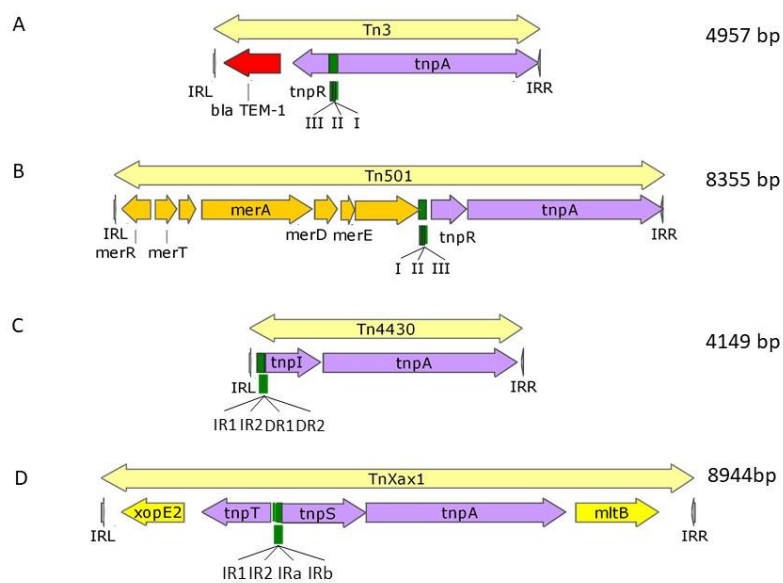 A
Tn3
4957 bp
tnpA
IRL
bla TEM-1
tnpR
IRR
III II I
B
Tn501
8355 bp
merA
tnpA
IRL
merR
merT
merD
merE
tnpR
IRR
I II III
C
Tn4430
4149 bp
tnpI
tnpA
IRL
IRR
IR1 IR2 DR1 DR2
D
TnXax1
8944bp
xopE2
tnpT
tnpS
tnpA
mltB
IRL
IRR
IR1 IR2 IRa IRb